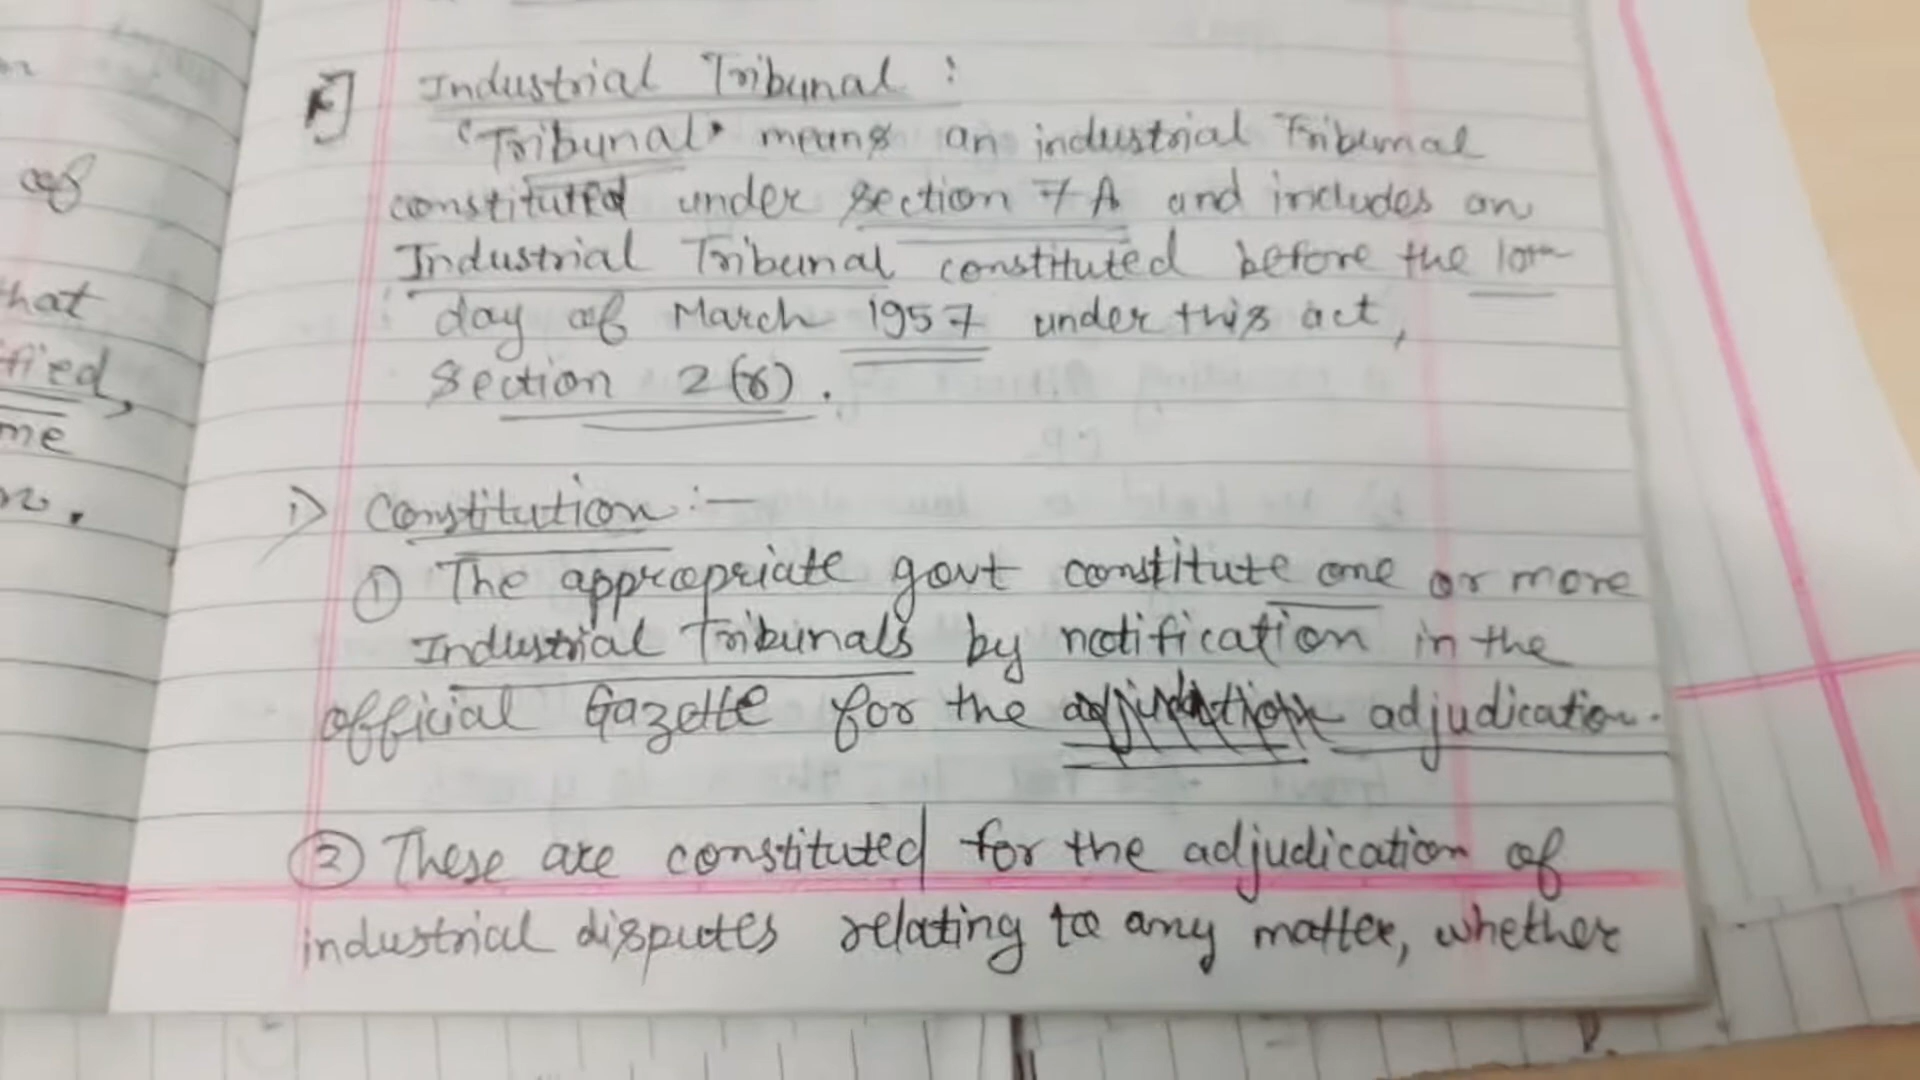 of
that
me
E] Industrial Tribunal :
'Tribunal' means an industrial Tribunal
constituted under section 7A and includes an
Industrial Tribunal constituted before the 10th
day of March 1957 under this act,
section 2(r).
i) Constitution :-
① The appropriate govt constitute one or more
Industrial Tribunals by notification in the
official Gazette for the adjudication.
② These are constituted for the adjudication of
industrial disputes relating to any matter, whether